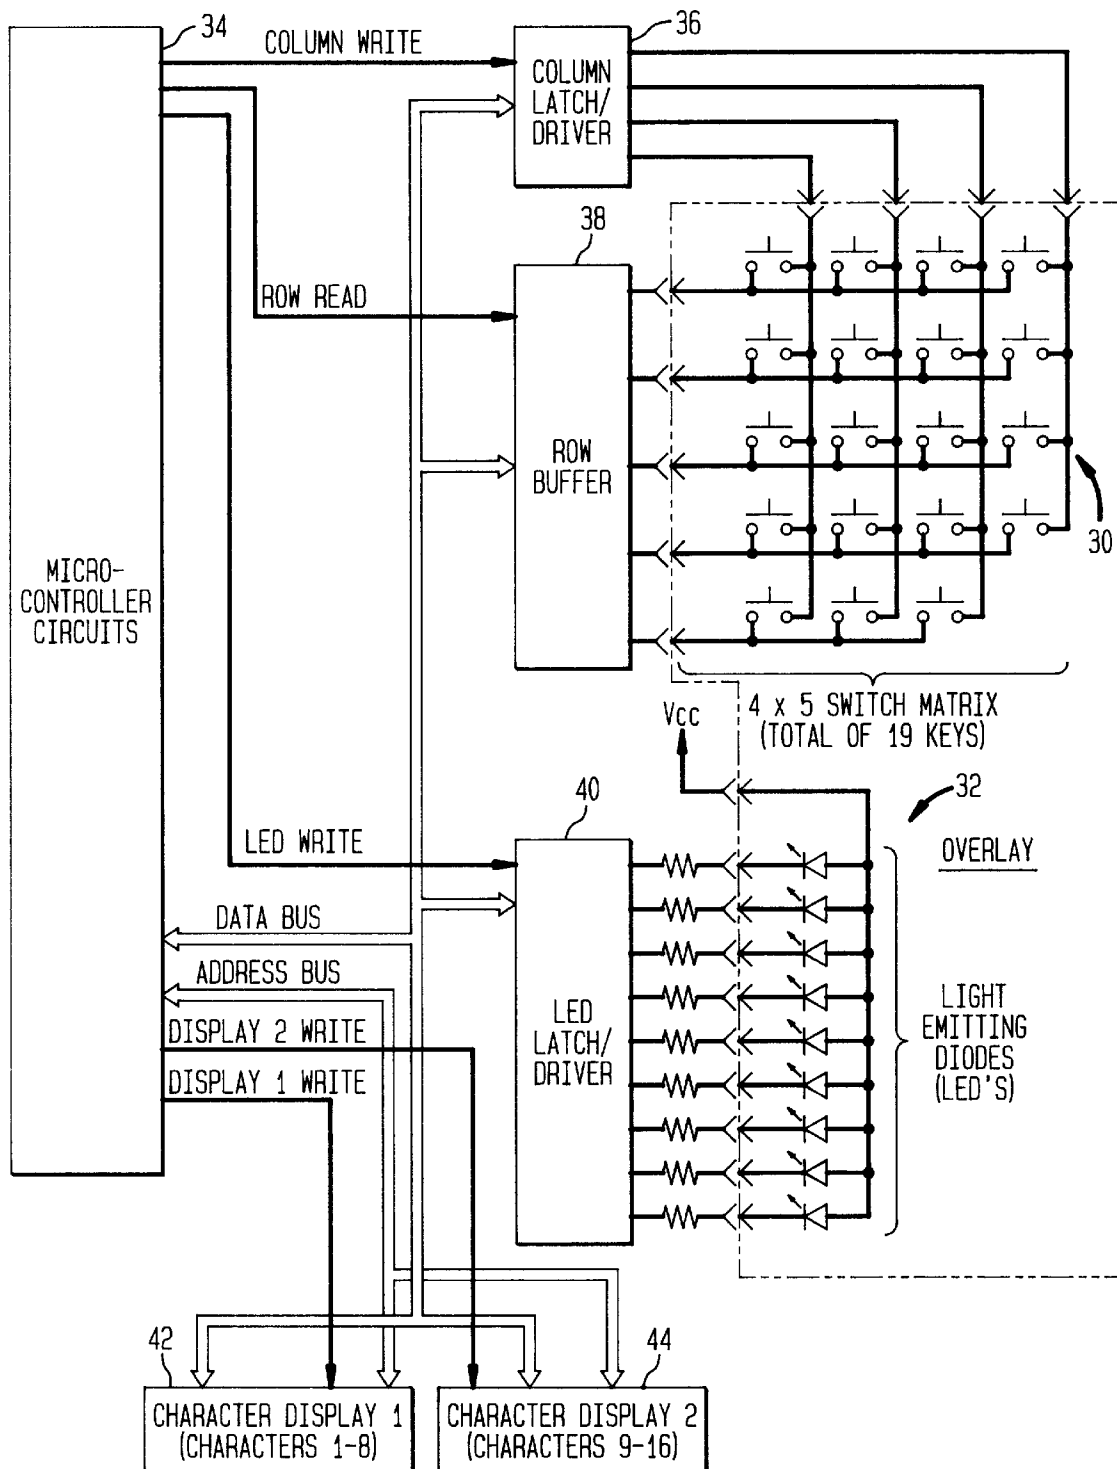 34
COLUMN WRITE
36
COLUMN
LATCH/
DRIVER
38
ROW READ
ROW
BUFFER
30
MICRO-
CONTROLLER
CIRCUITS
4 x 5 SWITCH MATRIX
(TOTAL OF 19 KEYS)
Vcc
32
40
LED WRITE
OVERLAY
DATA BUS
ADDRESS BUS
DISPLAY 2 WRITE
DISPLAY 1 WRITE
LED
LATCH/
DRIVER
LIGHT
EMITTING
DIODES
(LED'S)
42
44
CHARACTER DISPLAY 1
(CHARACTERS 1-8)
CHARACTER DISPLAY 2
(CHARACTERS 9-16)